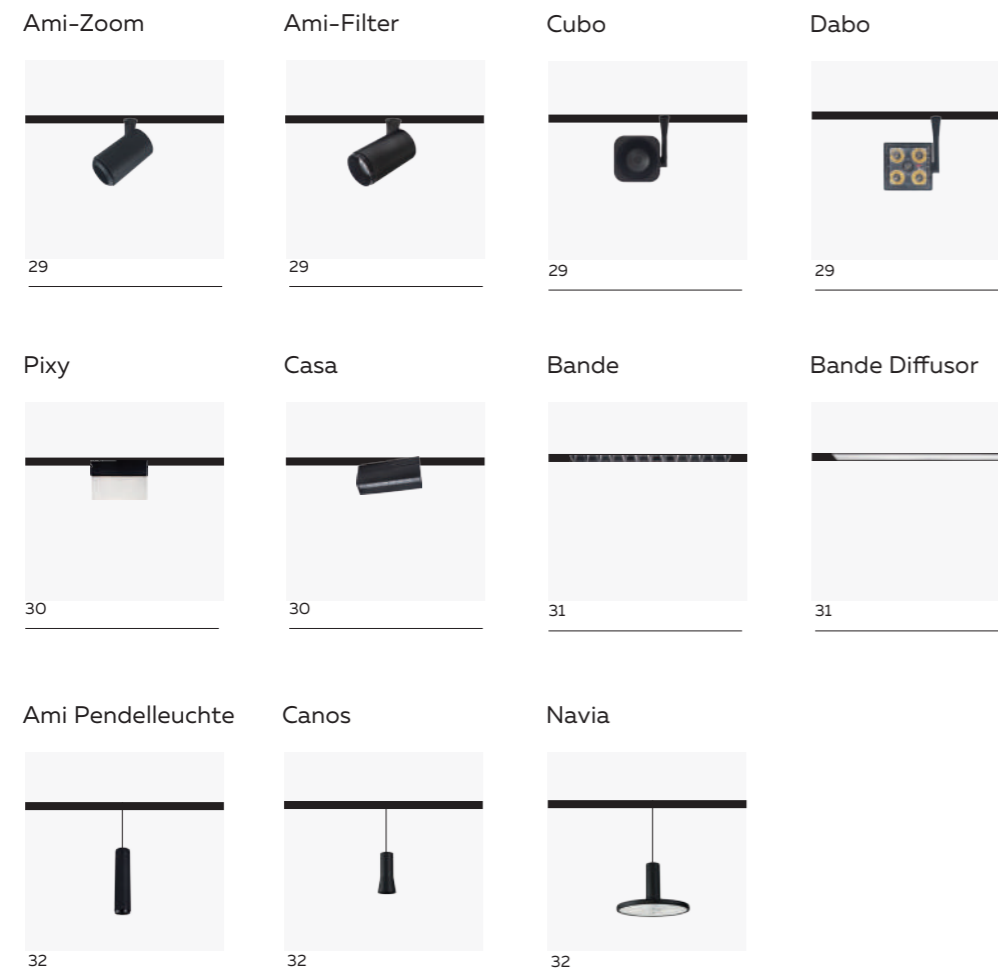 Ami-Zoom
Ami-Filter
Cubo
Dabo
29
29
29
29
Pixy
Casa
Bande
Bande Diffusor
30
30
31
31
Ami Pendelleuchte
Canos
Navia
32
32
32